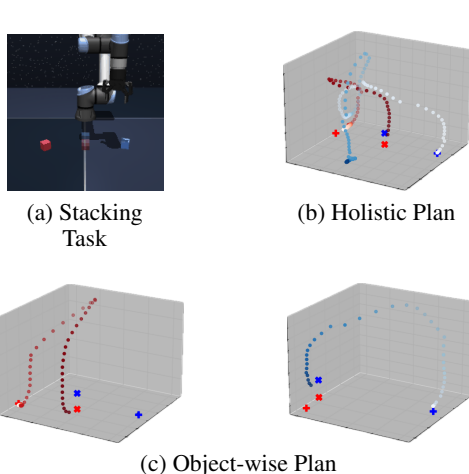 (a) Stacking
Task
(b) Holistic Plan
(c) Object-wise Plan